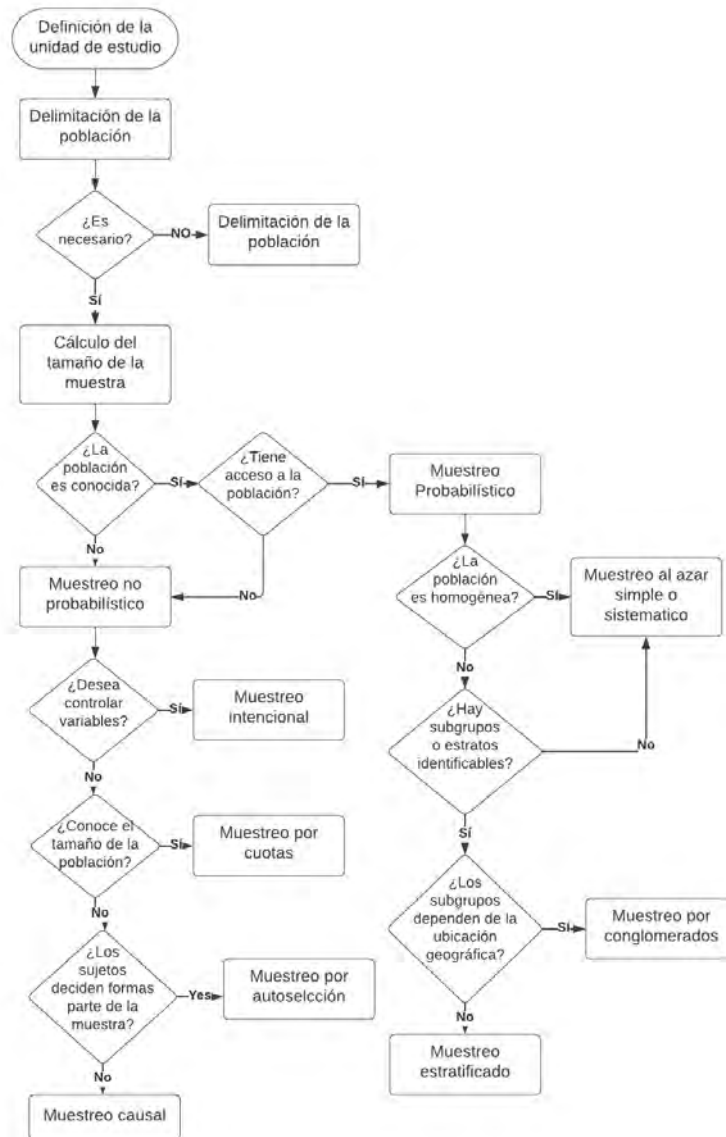 Definición de la
unidad de estudio
Delimitación de la
población
¿Es
necesario?
NO
Delimitación de la
población
Sí
Cálculo del
tamaño de la
muestra
¿La
población
es conocida?
Sí
¿Tiene
acceso a la
población?
Sí
Muestreo
Probabilístico
No
No
Muestreo no
probabilístico
¿La
población
es homogénea?
Sí
Muestreo al azar
simple o
sistematico
No
¿Desea
controlar
variables?
Sí
Muestreo
intencional
¿Hay
subgrupos
o estratos
identificables?
No
No
Sí
¿Conoce el
tamaño de la
población?
Sí
Muestreo por
cuotas
No
¿Los
subgrupos
dependen de la
ubicación
geográfica?
Sí
Muestreo por
conglomerados
¿Los
sujetos
deciden formas
parte de la
muestra?
Yes
Muestreo por
autoselcción
No
Muestreo
estratificado
No
Muestreo causal